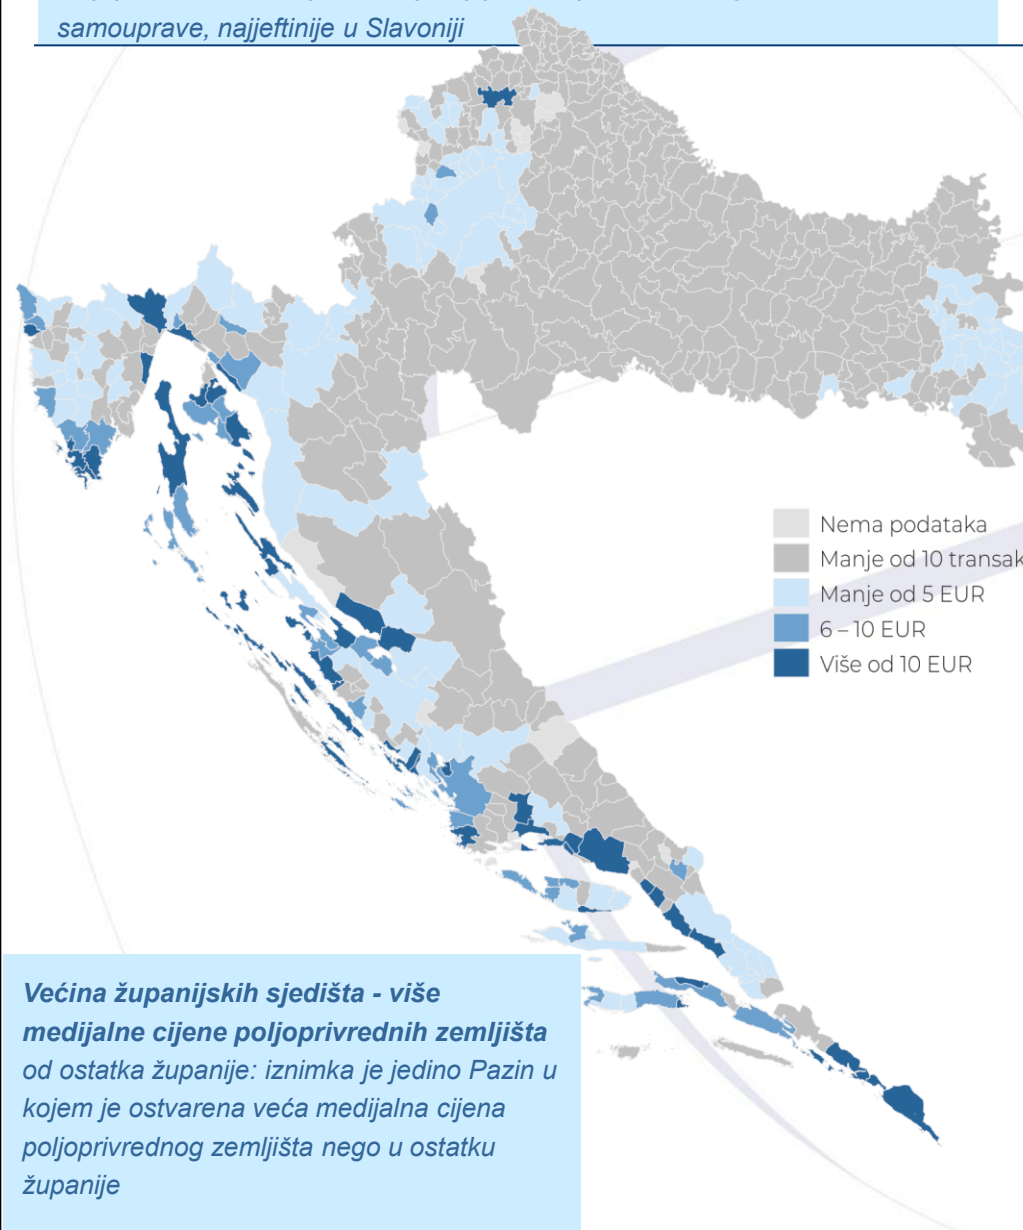 samouprave, najjeftinije u Slavoniji
Nema podataka
Manje od 10 transak
Manje od 5 EUR
6 – 10 EUR
Više od 10 EUR
Većina županijskih sjedišta - više
medijalne cijene poljoprivrednih zemljišta
od ostatka županije: iznimka je jedino Pazin u
kojem je ostvarena veća medijalna cijena
poljoprivrednog zemljišta nego u ostatku
županije